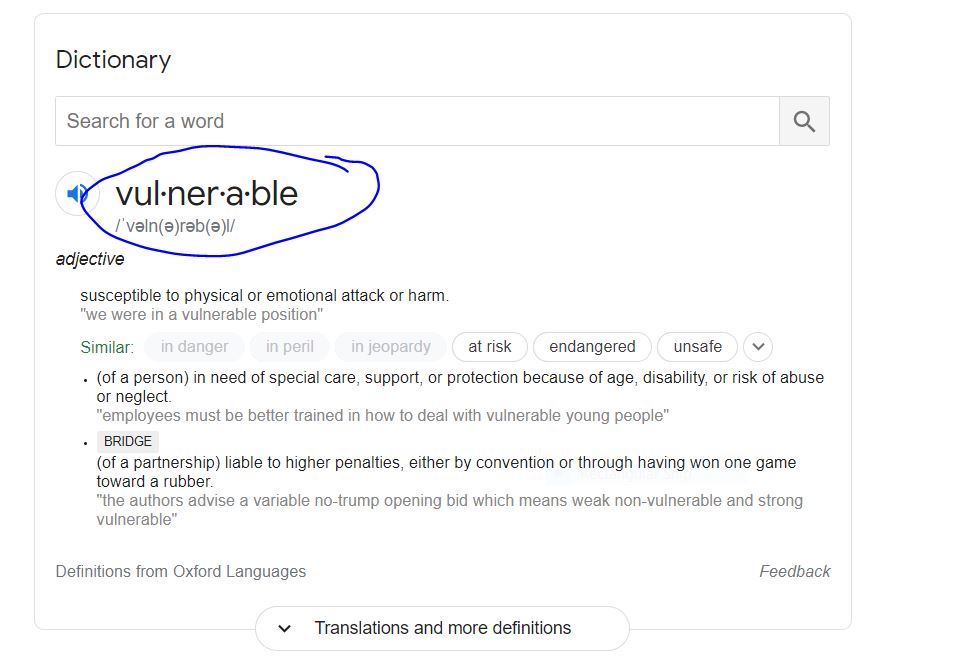 Dictionary
Search for a word
vul·ner·a·ble
/ˈvəln(ə)rəb(ə)l/
adjective
susceptible to physical or emotional attack or harm.
"we were in a vulnerable position"
Similar: in danger in peril in jeopardy at risk endangered unsafe
• (of a person) in need of special care, support, or protection because of age, disability, or risk of abuse
or neglect.
"employees must be better trained in how to deal with vulnerable young people"
• BRIDGE
(of a partnership) liable to higher penalties, either by convention or through having won one game
toward a rubber.
"the authors advise a variable no-trump opening bid which means weak non-vulnerable and strong
vulnerable"
Definitions from Oxford Languages Feedback
Translations and more definitions